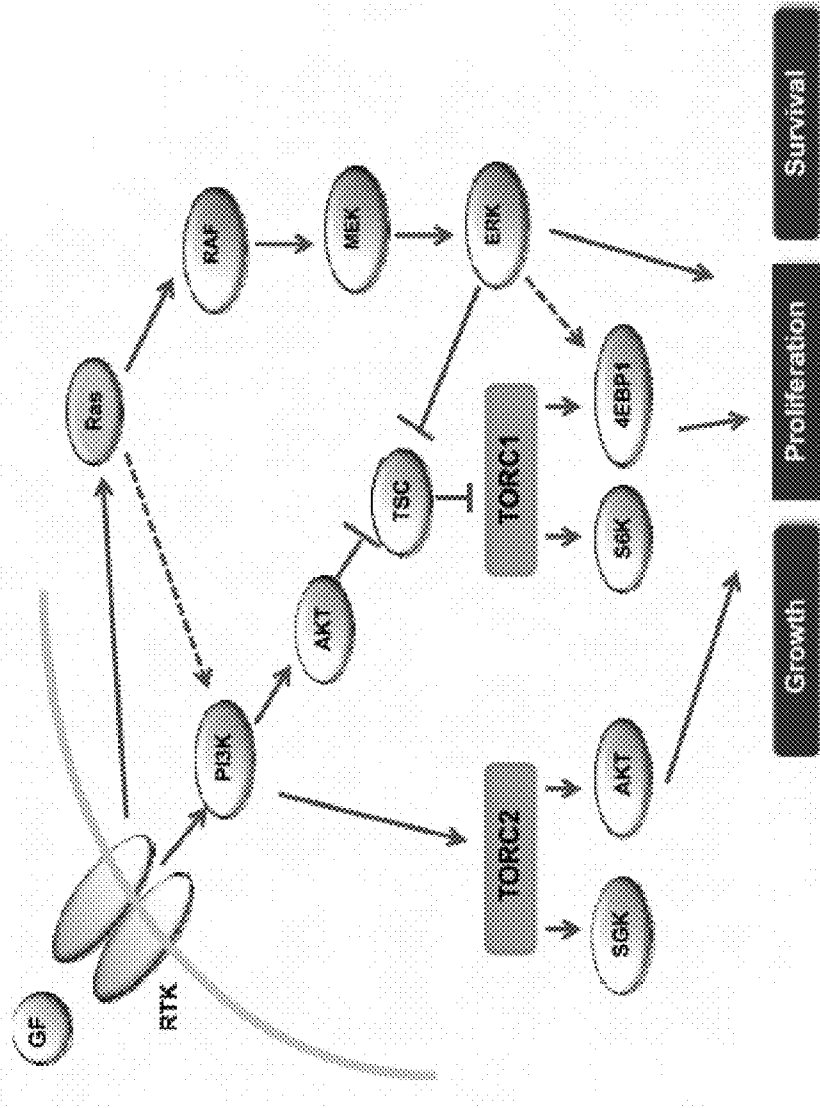 GF
RTK
Ras
PI3K
RAF
AKT
MEK
TSC
ERK
TORC2
TORC1
SGK
AKT
S6K
4EBP1
Growth
Proliferation
Survival